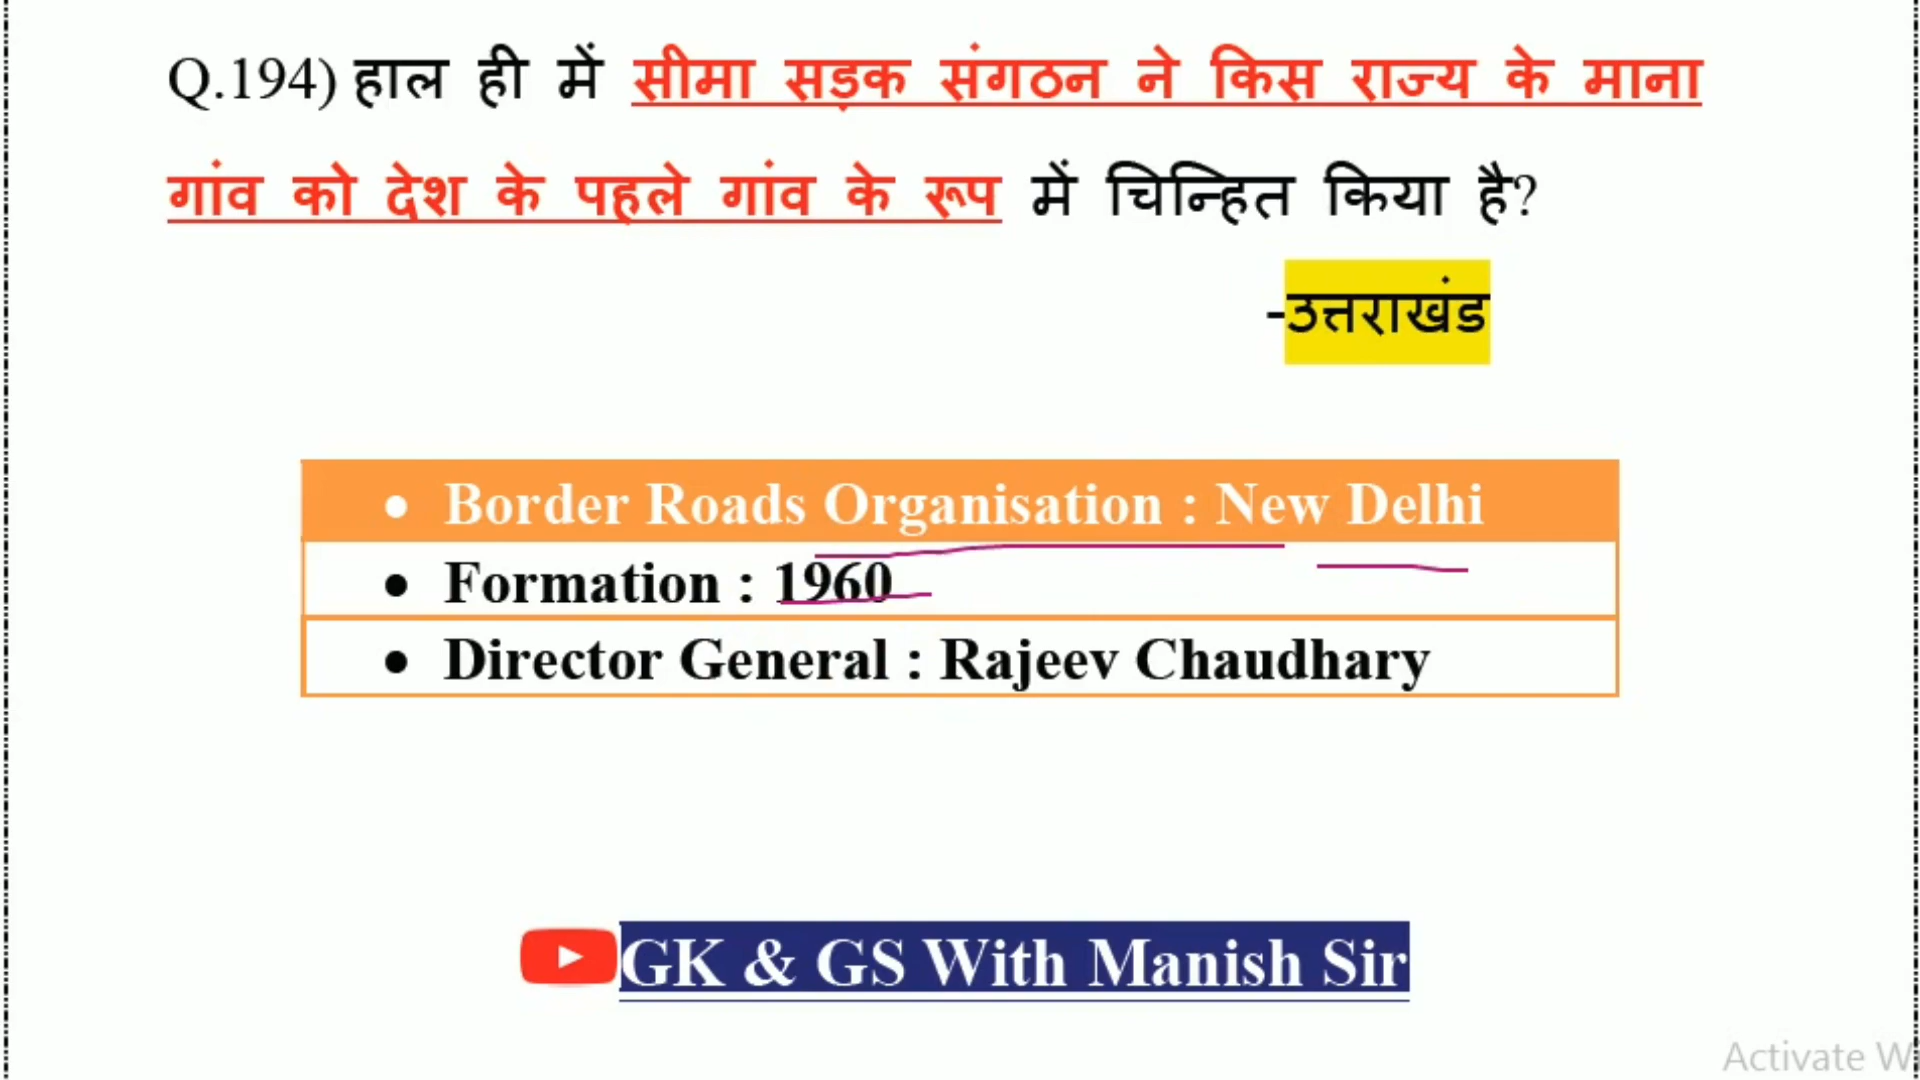 Q.194) हाल ही में सीमा सड़क संगठन ने किस राज्य के माना
गांव को देश के पहले गांव के रूप में चिन्हित किया है?
-उत्तराखंड
• Border Roads Organisation : New Delhi
• Formation : 1960
• Director General : Rajeev Chaudhary
GK & GS With Manish Sir
Activate W